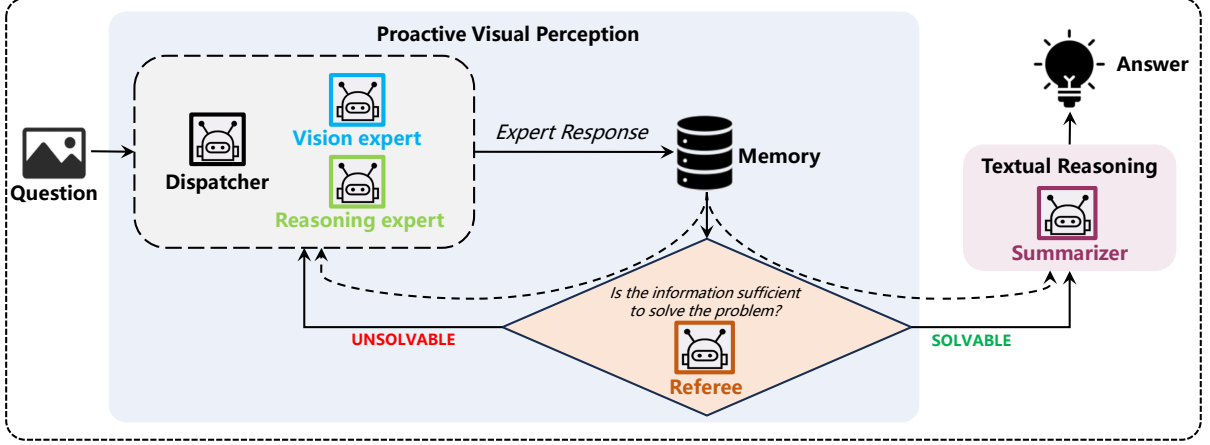 Proactive Visual Perception
Question
Dispatcher
Vision expert
Reasoning expert
Expert Response
Memory
Is the information sufficient
to solve the problem?
Referee
UNSOLVABLE
SOLVABLE
Textual Reasoning
Summarizer
Answer